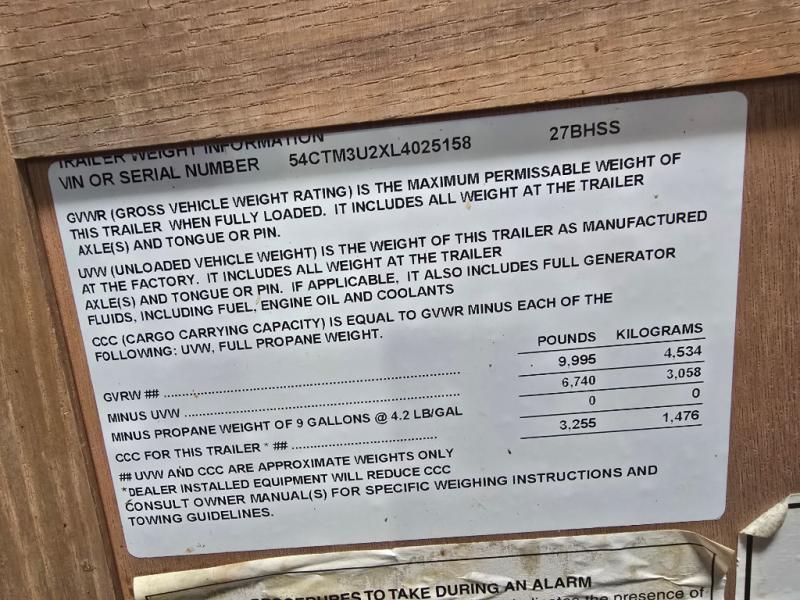 TRAILER WEIGHT INFORMATION
VIN OR SERIAL NUMBER 54CTM3U2XL4025158 27BHSS
GVWR (GROSS VEHICLE WEIGHT RATING) IS THE MAXIMUM PERMISSABLE WEIGHT OF
THIS TRAILER WHEN FULLY LOADED. IT INCLUDES ALL WEIGHT AT THE TRAILER
AXLE(S) AND TONGUE OR PIN.
UVW (UNLOADED VEHICLE WEIGHT) IS THE WEIGHT OF THIS TRAILER AS MANUFACTURED
AT THE FACTORY. IT INCLUDES ALL WEIGHT AT THE TRAILER
AXLE(S) AND TONGUE OR PIN. IF APPLICABLE, IT ALSO INCLUDES FULL GENERATOR
FLUIDS, INCLUDING FUEL, ENGINE OIL AND COOLANTS
CCC (CARGO CARRYING CAPACITY) IS EQUAL TO GVWR MINUS EACH OF THE
FOLLOWING: UVW, FULL PROPANE WEIGHT.
POUNDS KILOGRAMS
GVRW ## ........................ 9,995 4,534
MINUS UVW ........................ 6,740 3,058
MINUS PROPANE WEIGHT OF 9 GALLONS @ 4.2 LB/GAL 0 0
CCC FOR THIS TRAILER * ## ........................ 3,255 1,476
## UVW AND CCC ARE APPROXIMATE WEIGHTS ONLY
*DEALER INSTALLED EQUIPMENT WILL REDUCE CCC
CONSULT OWNER MANUAL(S) FOR SPECIFIC WEIGHING INSTRUCTIONS AND
TOWING GUIDELINES.
PROCEDURES TO TAKE DURING AN ALARM
indicates the presence of